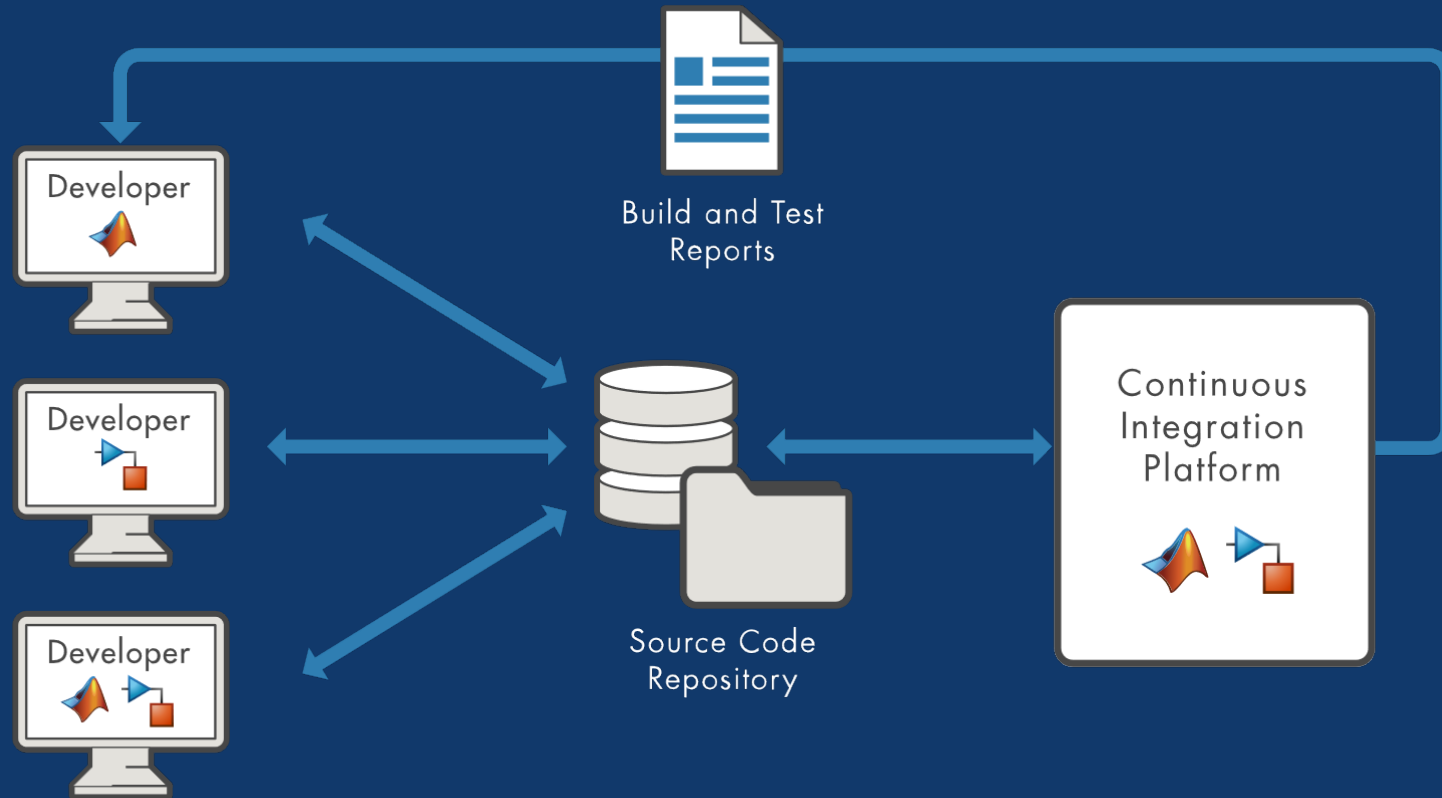 Build and Test
Reports
Developer
Developer
Developer
Source Code
Repository
Continuous
Integration
Platform